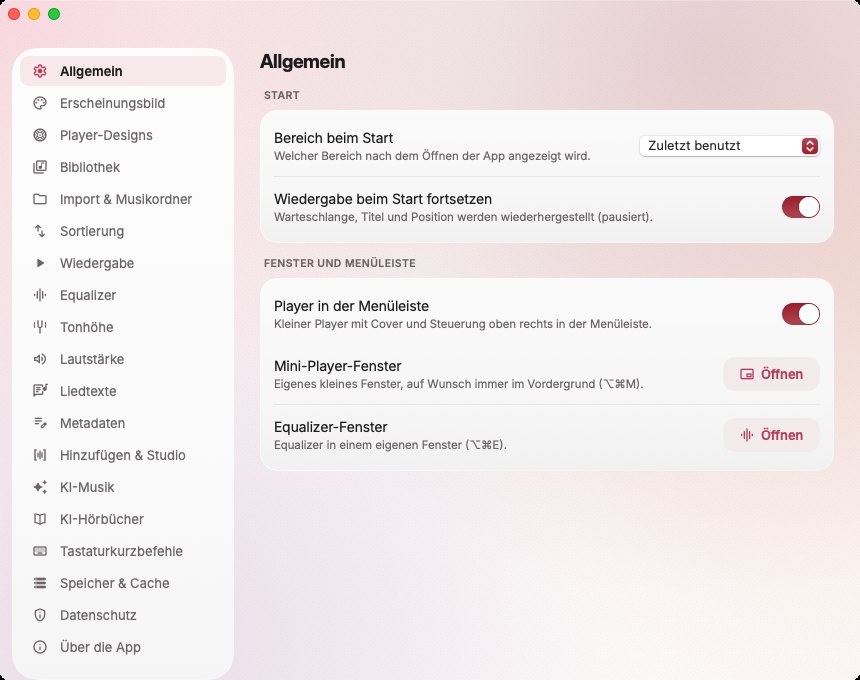 Allgemein
Erscheinungsbild
Player-Designs
Bibliothek
Import & Musikordner
Sortierung
Wiedergabe
Equalizer
Tonhöhe
Lautstärke
Liedtexte
Metadaten
Hinzufügen & Studio
KI-Musik
KI-Hörbücher
Tastaturkurzbefehle
Speicher & Cache
Datenschutz
Über die App
Allgemein
START
Bereich beim Start
Welcher Bereich nach dem Öffnen der App angezeigt wird.
Zuletzt benutzt
Wiedergabe beim Start fortsetzen
Warteschlange, Titel und Position werden wiederhergestellt (pausiert).
FENSTER UND MENÜLEISTE
Player in der Menüleiste
Kleiner Player mit Cover und Steuerung oben rechts in der Menüleiste.
Mini-Player-Fenster
Eigenes kleines Fenster, auf Wunsch immer im Vordergrund (⌥⌘M).
Öffnen
Equalizer-Fenster
Equalizer in einem eigenen Fenster (⌥⌘E).
Öffnen